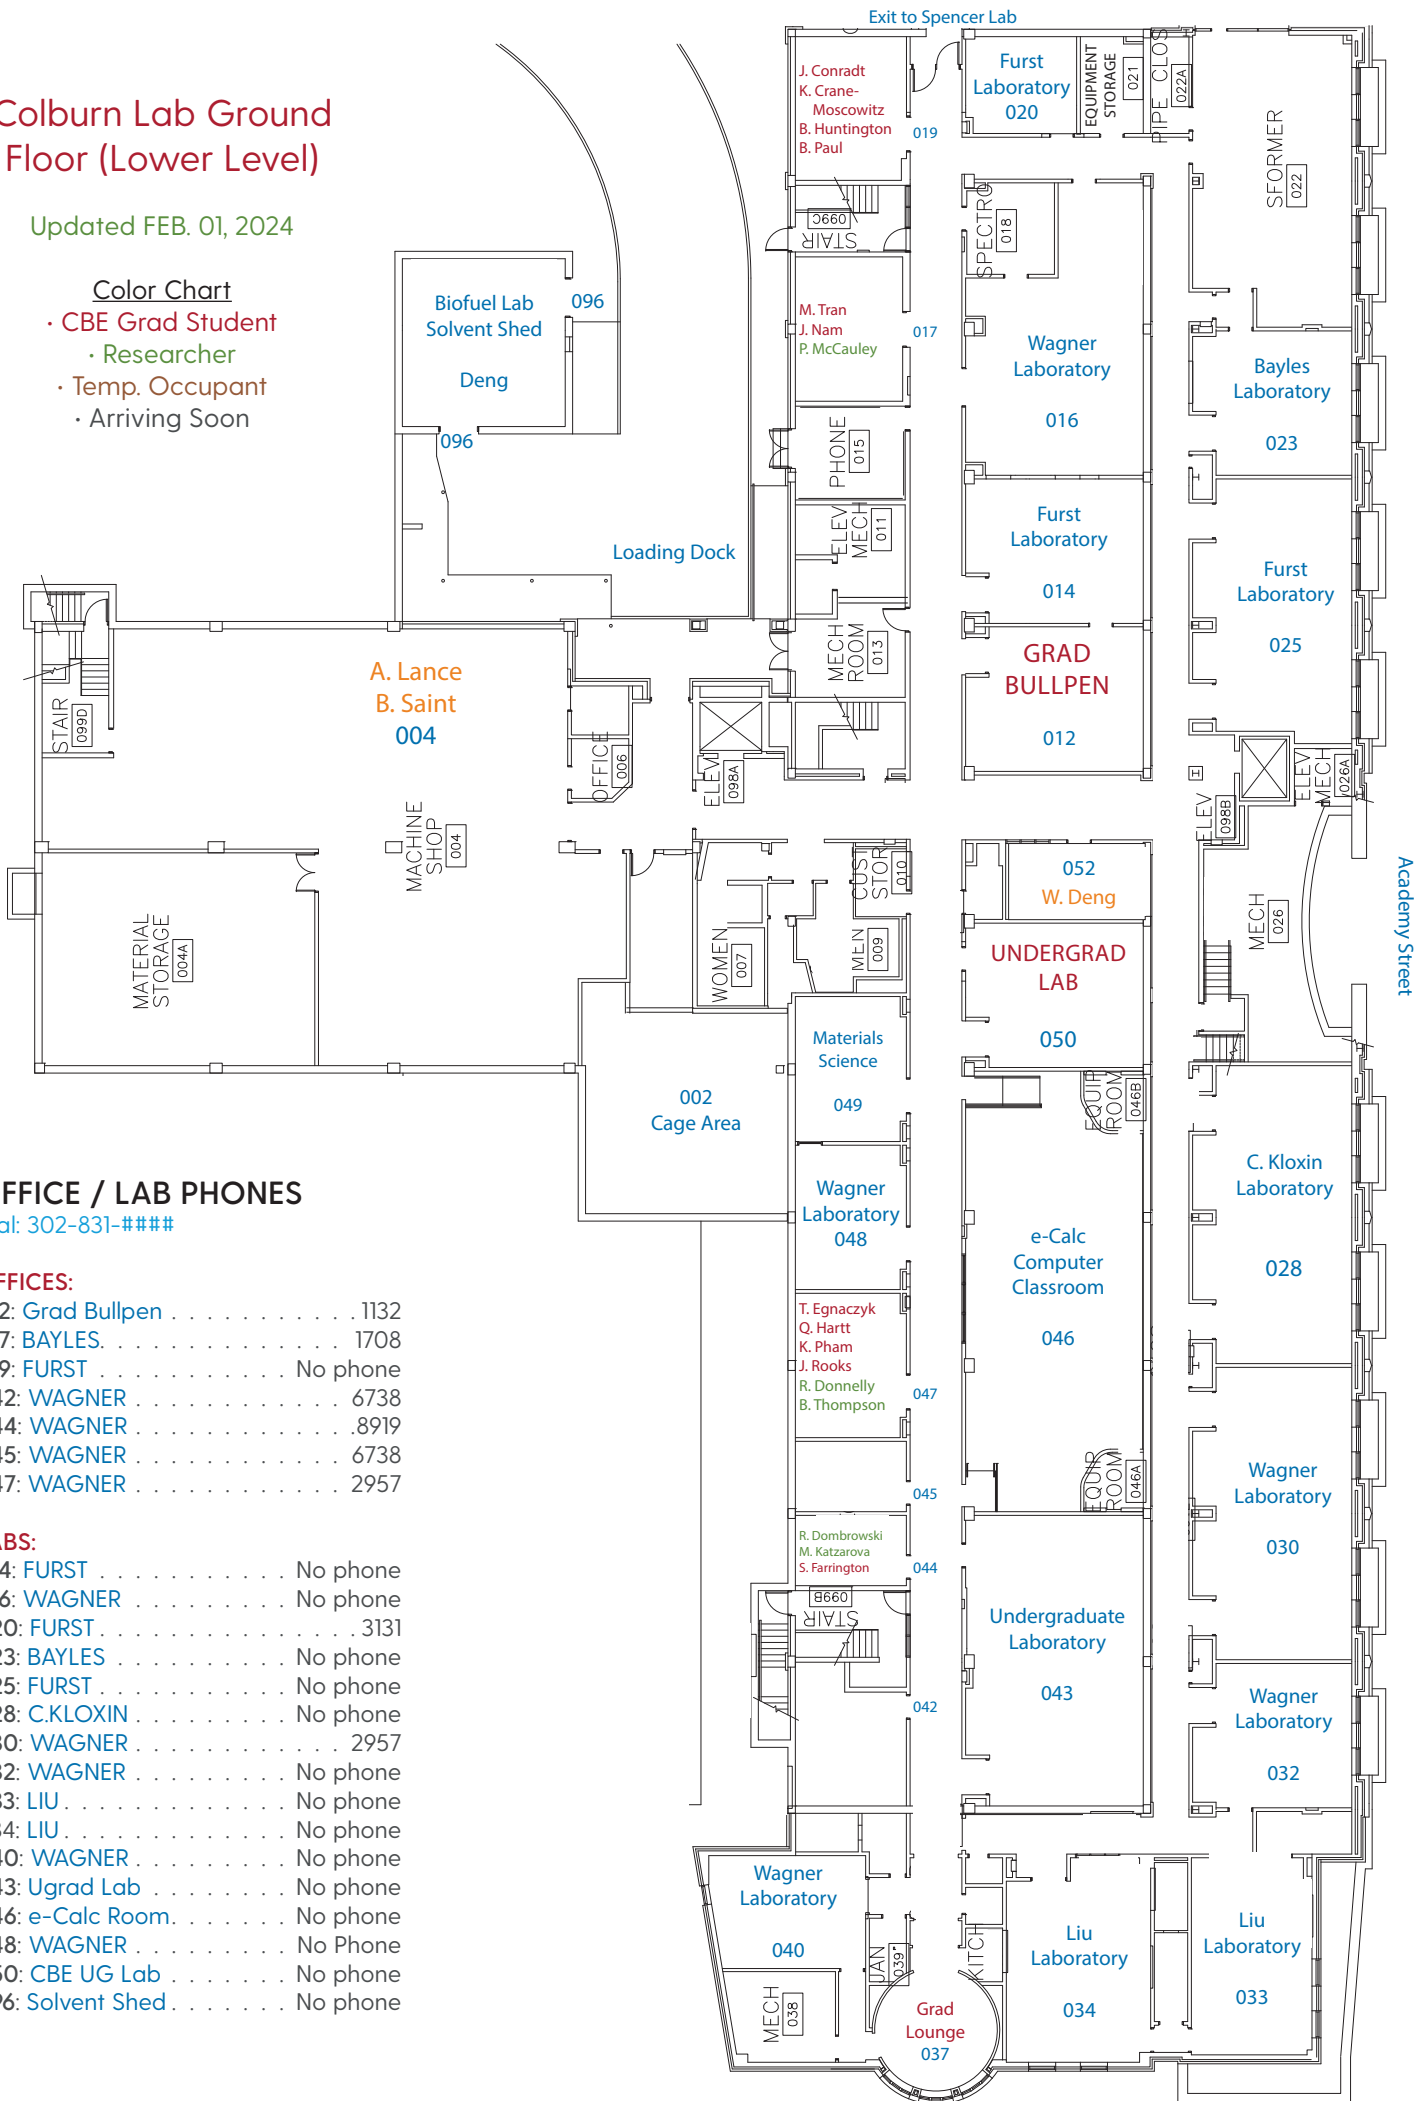 Exit to Spencer Lab
Colburn Lab Ground
Floor (Lower Level)
Updated FEB. 01, 2024
Color Chart
· CBE Grad Student
· Researcher
· Temp. Occupant
· Arriving Soon
J. Conradt
K. Crane-
Moscowitz
B. Huntington
B. Paul
019
Furst
Laboratory
020
EQUIPMENT
STORAGE
021
PIPE CLOS
022A
SFORMER
022
STAIR
099C
SPECTRO
018
Biofuel Lab
Solvent Shed
Deng
096
096
M. Tran
J. Nam
P. McCauley
017
Wagner
Laboratory
016
Bayles
Laboratory
023
PHONE
015
ELEV
MECH
011
Loading Dock
Furst
Laboratory
014
Furst
Laboratory
025
MECH
ROOM
013
GRAD
BULLPEN
012
STAIR
099D
A. Lance
B. Saint
004
OFFICE
006
ELEV
098A
ELEV
098B
ELEV
MECH
026A
MACHINE
SHOP
004
MATERIAL
STORAGE
004A
WOMEN
007
MEN
009
CUST
STOR
010
052
W. Deng
MECH
026
Academy Street
UNDERGRAD
LAB
050
Materials
Science
049
002
Cage Area
EQUIP
ROOM
046B
Wagner
Laboratory
048
e-Calc
Computer
Classroom
046
C. Kloxin
Laboratory
028
T. Egnaczyk
Q. Hartt
K. Pham
J. Rooks
R. Donnelly
B. Thompson
047
045
EQUIP
ROOM
046A
Wagner
Laboratory
030
R. Dombrowski
M. Katzarova
S. Farrington
044
STAIR
099B
042
Undergraduate
Laboratory
043
Wagner
Laboratory
032
Wagner
Laboratory
040
MECH
038
JAN
039
KITCH
Grad
Lounge
037
Liu
Laboratory
034
Liu
Laboratory
033
FFICE / LAB PHONES
al: 302-831-####
FFICES:
2: Grad Bullpen . . . . . . . . . . . . 1132
7: BAYLES. . . . . . . . . . . . . . 1708
9: FURST . . . . . . . . . . . No phone
42: WAGNER . . . . . . . . . . . . 6738
44: WAGNER . . . . . . . . . . . . .8919
45: WAGNER . . . . . . . . . . . . 6738
47: WAGNER . . . . . . . . . . . . 2957
ABS:
4: FURST . . . . . . . . . . . No phone
6: WAGNER . . . . . . . . . No phone
20: FURST . . . . . . . . . . . . . . 3131
23: BAYLES . . . . . . . . . . No phone
25: FURST . . . . . . . . . . . No phone
28: C.KLOXIN . . . . . . . . . No phone
30: WAGNER . . . . . . . . . . . . 2957
32: WAGNER . . . . . . . . . No phone
33: LIU . . . . . . . . . . . . . No phone
34: LIU . . . . . . . . . . . . . No phone
40: WAGNER . . . . . . . . . No phone
43: Ugrad Lab . . . . . . . . No phone
46: e-Calc Room. . . . . . . No phone
48: WAGNER . . . . . . . . . No Phone
50: CBE UG Lab . . . . . . . No phone
96: Solvent Shed . . . . . . . No phone